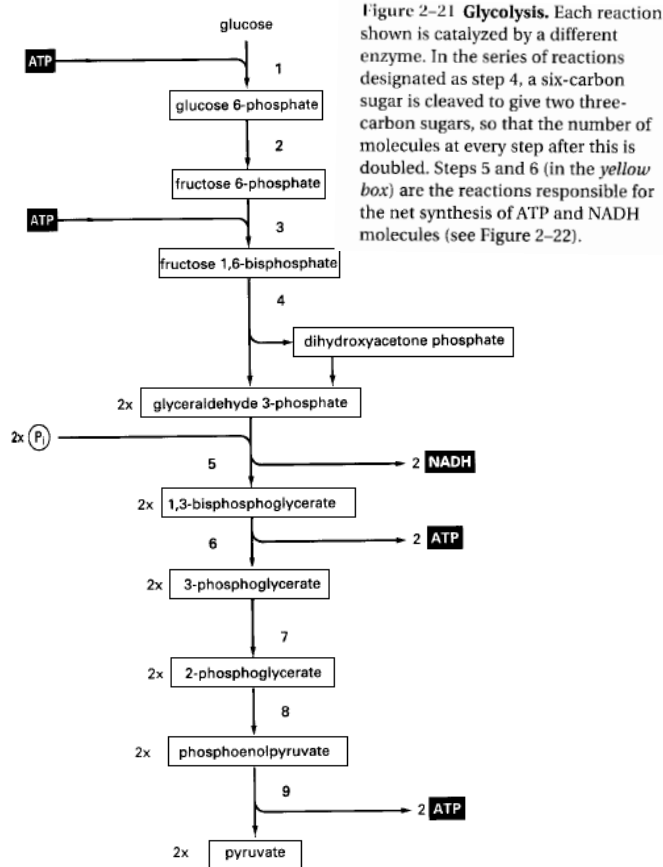 Figure 2–21 Glycolysis. Each reaction
shown is catalyzed by a different
enzyme. In the series of reactions
designated as step 4, a six-carbon
sugar is cleaved to give two three-
carbon sugars, so that the number of
molecules at every step after this is
doubled. Steps 5 and 6 (in the yellow
box) are the reactions responsible for
the net synthesis of ATP and NADH
molecules (see Figure 2–22).
glucose
ATP
1
glucose 6-phosphate
2
fructose 6-phosphate
ATP
3
fructose 1,6-bisphosphate
4
dihydroxyacetone phosphate
2x glyceraldehyde 3-phosphate
2x Pi
5
2 NADH
2x 1,3-bisphosphoglycerate
6
2 ATP
2x 3-phosphoglycerate
7
2x 2-phosphoglycerate
8
2x phosphoenolpyruvate
9
2 ATP
2x pyruvate